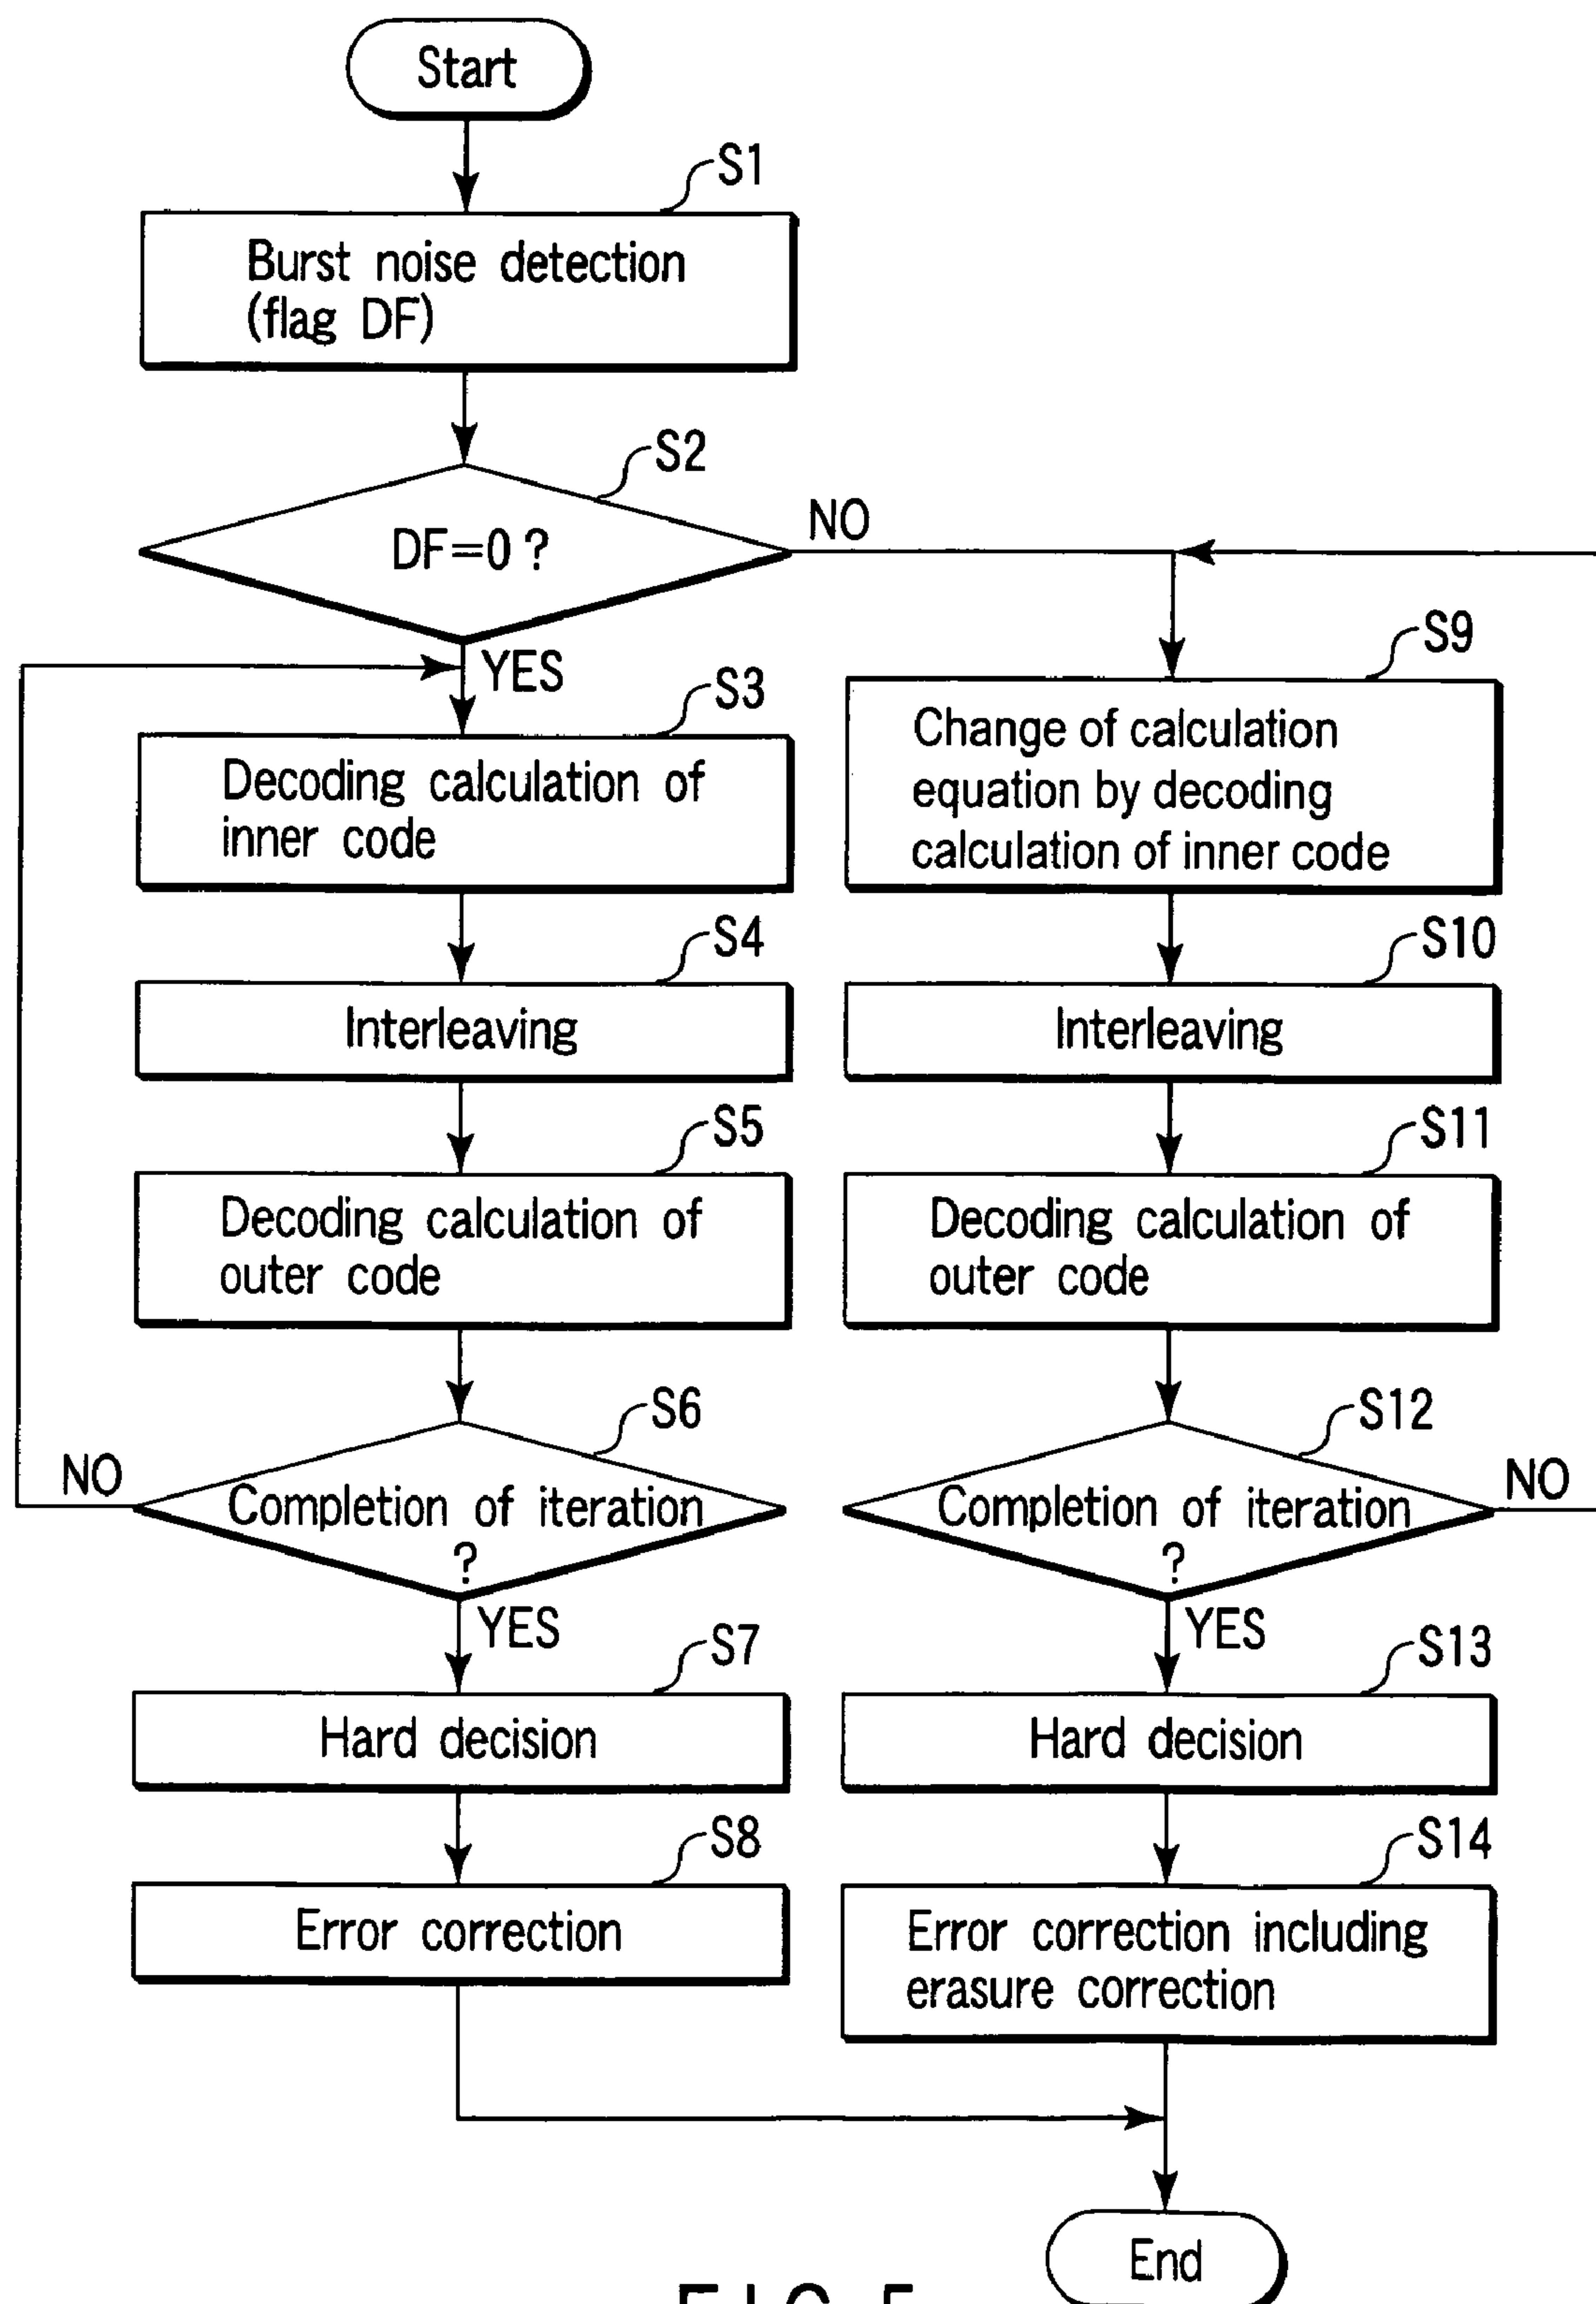 Start
S1
Burst noise detection
(flag DF)
S2
DF=0 ?
NO
YES
S3
Decoding calculation of
inner code
S4
Interleaving
S5
Decoding calculation of
outer code
S6
NO
Completion of iteration
?
YES
S7
Hard decision
S8
Error correction
S9
Change of calculation
equation by decoding
calculation of inner code
S10
Interleaving
S11
Decoding calculation of
outer code
S12
NO
Completion of iteration
?
YES
S13
Hard decision
S14
Error correction including
erasure correction
End